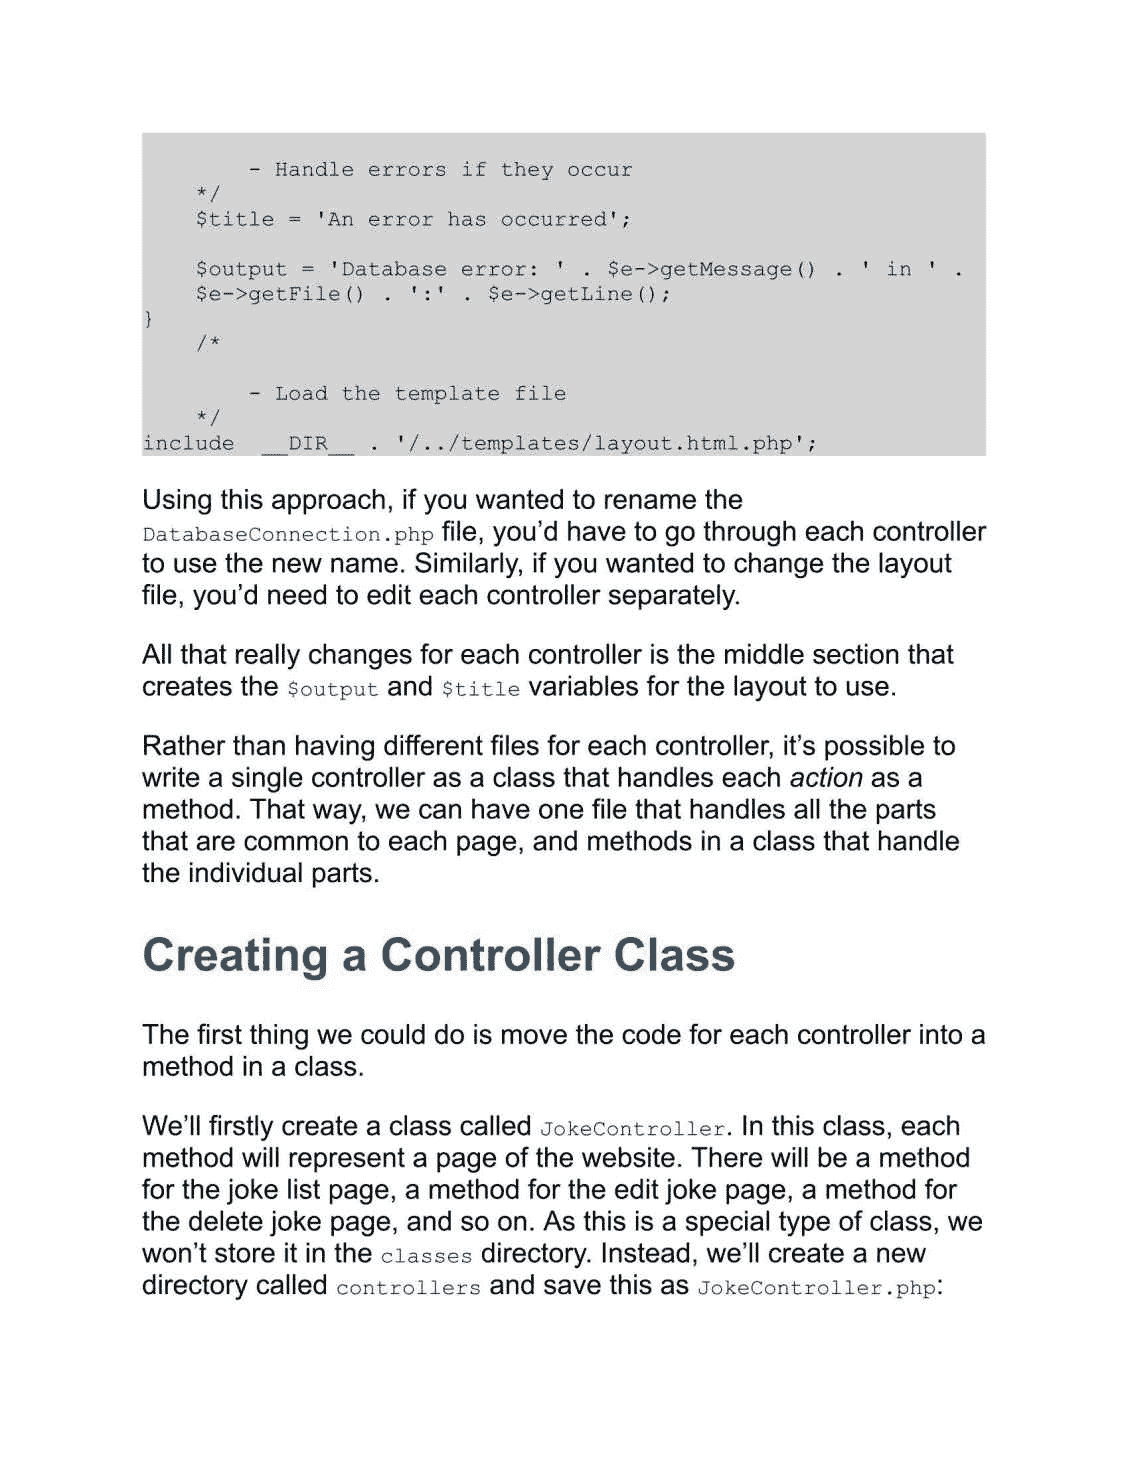 - Handle errors if they occur
    */
    $title = 'An error has occurred';
    $output = 'Database error: ' . $e->getMessage() . ' in ' .
    $e->getFile() . ':' . $e->getLine();
}
    /*
        - Load the template file
    */
include  __DIR__ . '/../templates/layout.html.php';
Using this approach, if you wanted to rename the
DatabaseConnection.php file, you’d have to go through each controller
to use the new name. Similarly, if you wanted to change the layout
file, you’d need to edit each controller separately.
All that really changes for each controller is the middle section that
creates the $output and $title variables for the layout to use.
Rather than having different files for each controller, it’s possible to
write a single controller as a class that handles each action as a
method. That way, we can have one file that handles all the parts
that are common to each page, and methods in a class that handle
the individual parts.
Creating a Controller Class
The first thing we could do is move the code for each controller into a
method in a class.
We’ll firstly create a class called JokeController. In this class, each
method will represent a page of the website. There will be a method
for the joke list page, a method for the edit joke page, a method for
the delete joke page, and so on. As this is a special type of class, we
won’t store it in the classes directory. Instead, we’ll create a new
directory called controllers and save this as JokeController.php: